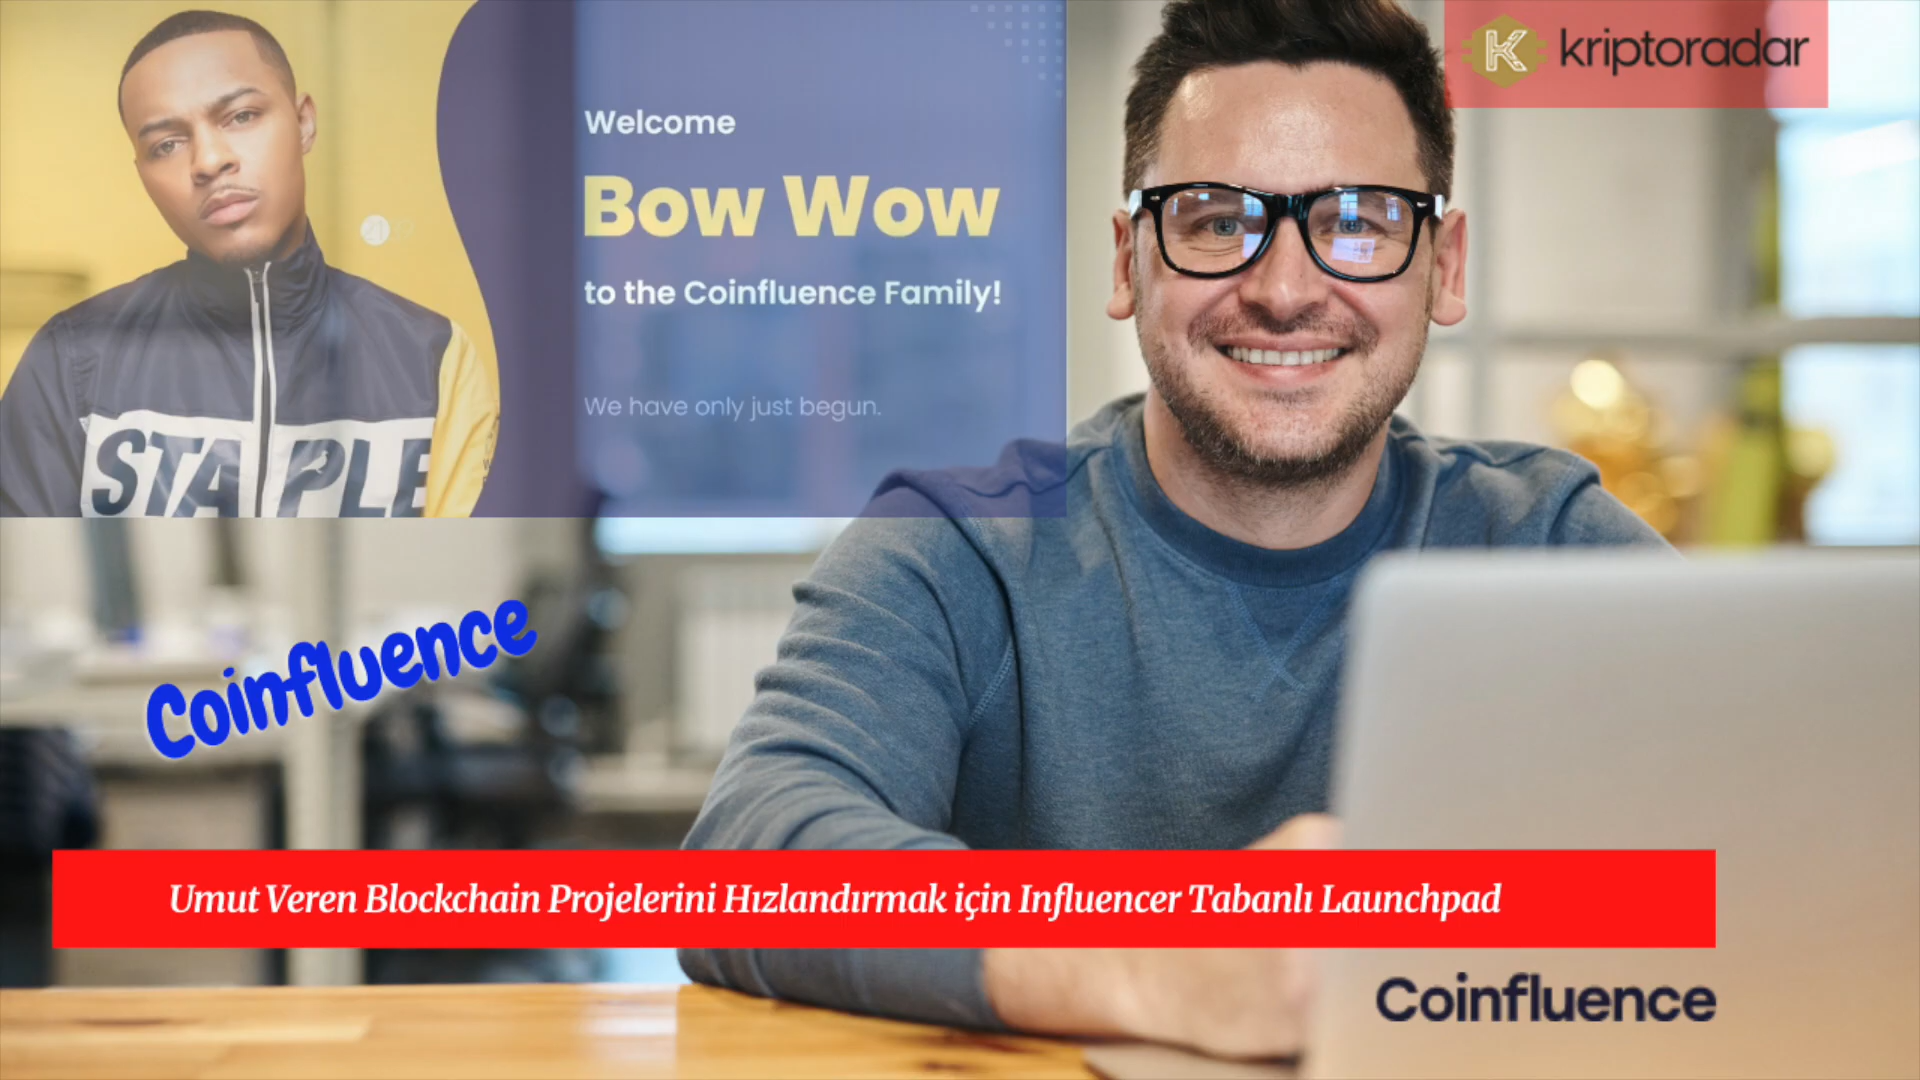 kriptoradar
Welcome
Bow Wow
to the Coinfluence Family!
We have only just begun.
STAPLE
Coinfluence
Umut Veren Blockchain Projelerini Hızlandırmak için Influencer Tabanlı Launchpad
Coinfluence